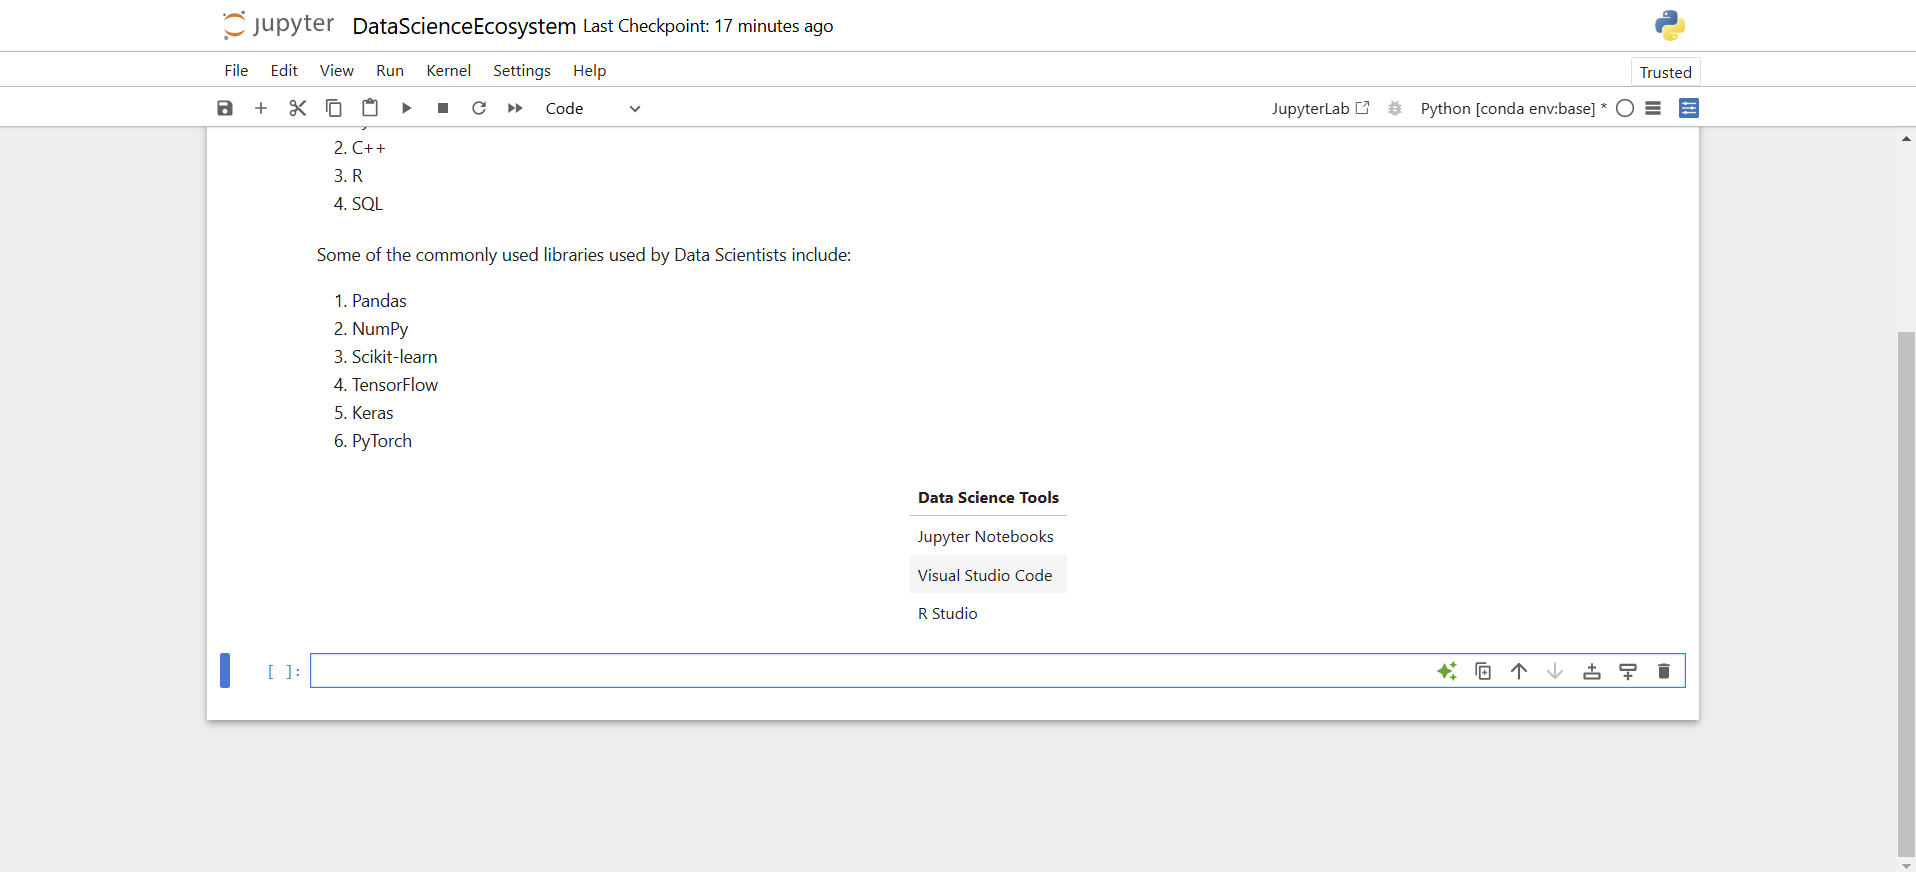 jupyter DataScienceEcosystem Last Checkpoint: 17 minutes ago
File Edit View Run Kernel Settings Help Trusted
Code JupyterLab Python [conda env:base] *
2. C++
3. R
4. SQL
Some of the commonly used libraries used by Data Scientists include:
1. Pandas
2. NumPy
3. Scikit-learn
4. TensorFlow
5. Keras
6. PyTorch
Data Science Tools
Jupyter Notebooks
Visual Studio Code
R Studio
[ ]: